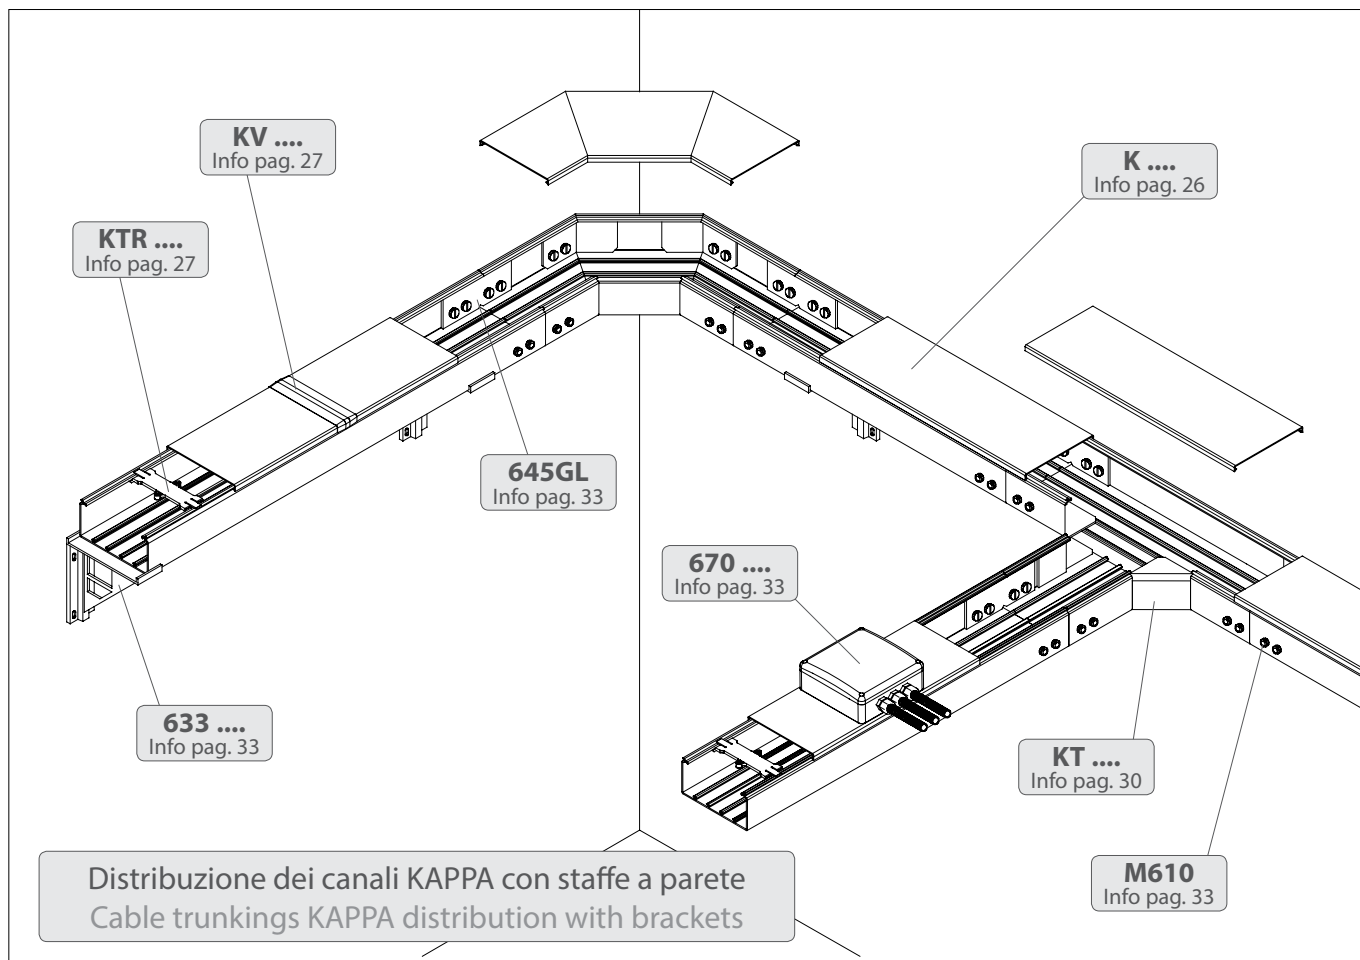 KV ....
Info pag. 27
K ....
Info pag. 26
KTR ....
Info pag. 27
645GL
Info pag. 33
670 ....
Info pag. 33
633 ....
Info pag. 33
KT ....
Info pag. 30
M610
Info pag. 33
Distribuzione dei canali KAPPA con staffe a parete
Cable trunkings KAPPA distribution with brackets